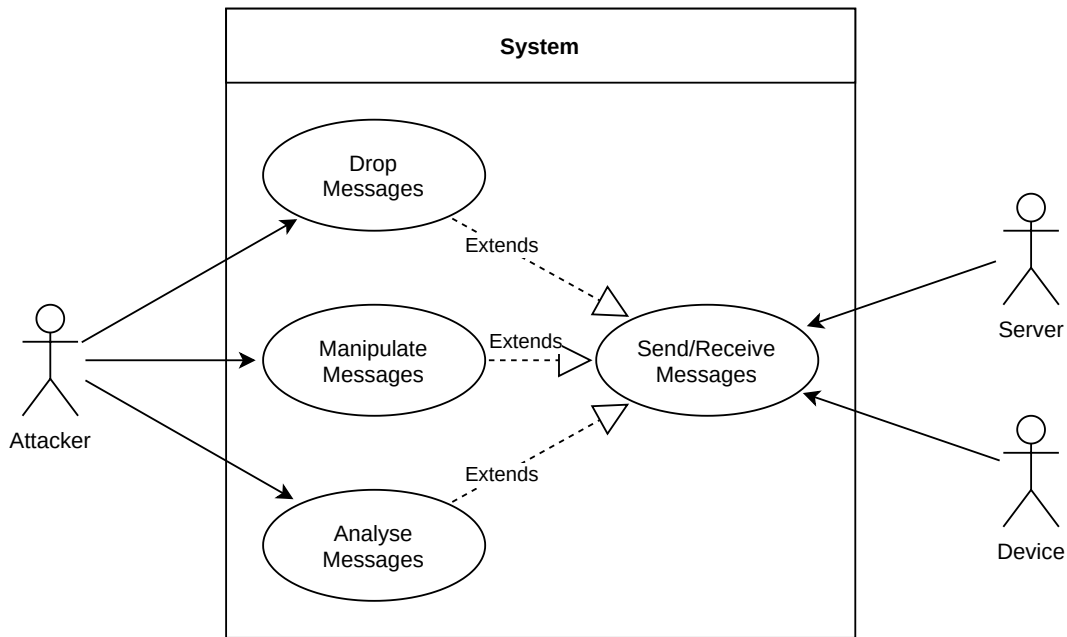 System
Drop
Messages
Extends
Server
Manipulate
Messages
Extends
Send/Receive
Messages
Attacker
Extends
Analyse
Messages
Device